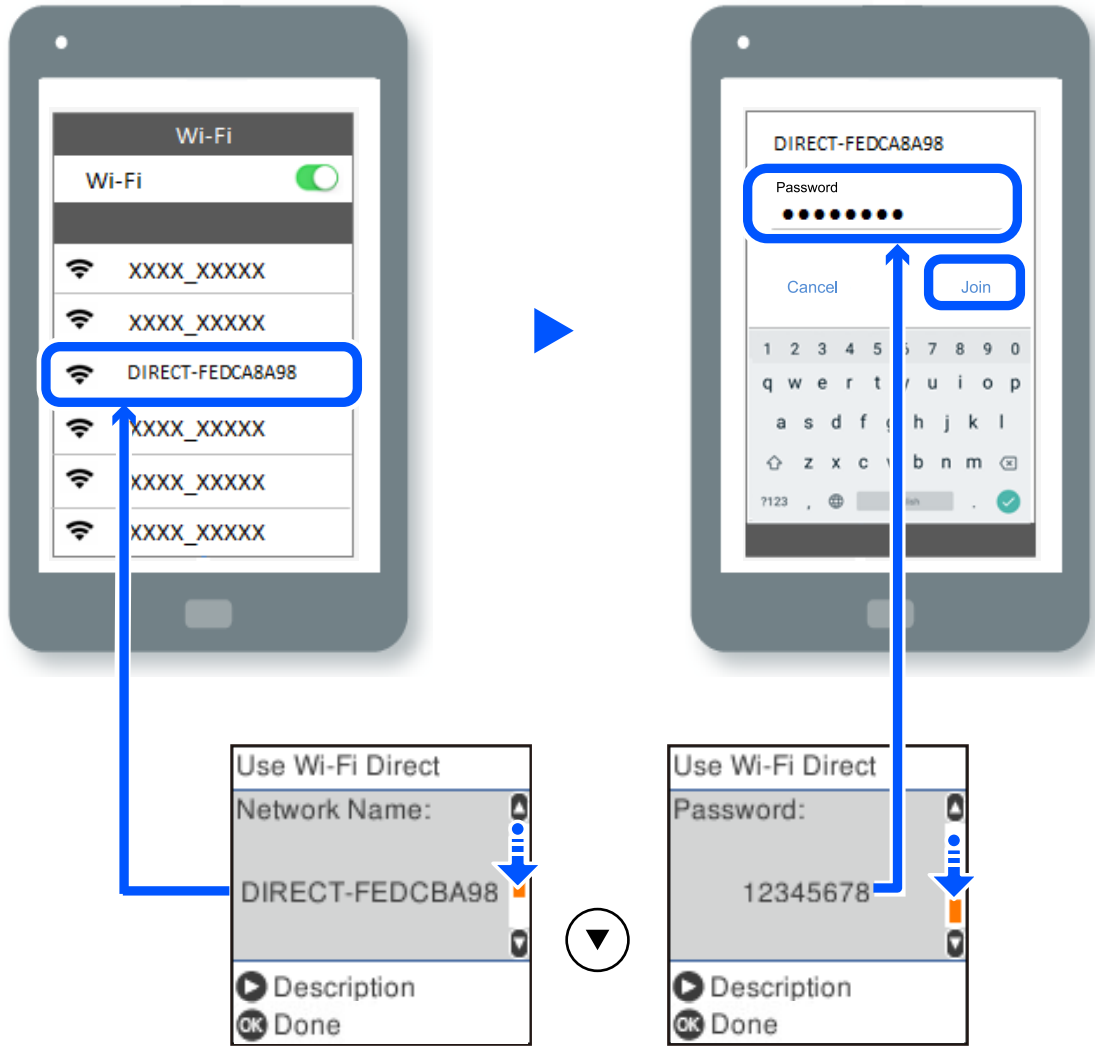 Wi-Fi
Wi-Fi
XXXX_XXXXX
XXXX_XXXXX
DIRECT-FEDCA8A98
XXXX_XXXXX
XXXX_XXXXX
XXXX_XXXXX
DIRECT-FEDCA8A98
Password
●●●●●●●●
Cancel Join
1 2 3 4 5 7 8 9 0
q w e r t y u i o p
a s d f g h j k l
z x c v b n m
?123 , .
Use Wi-Fi Direct
Network Name:
DIRECT-FEDCBA98
Description
OK Done
Use Wi-Fi Direct
Password:
12345678
Description
OK Done